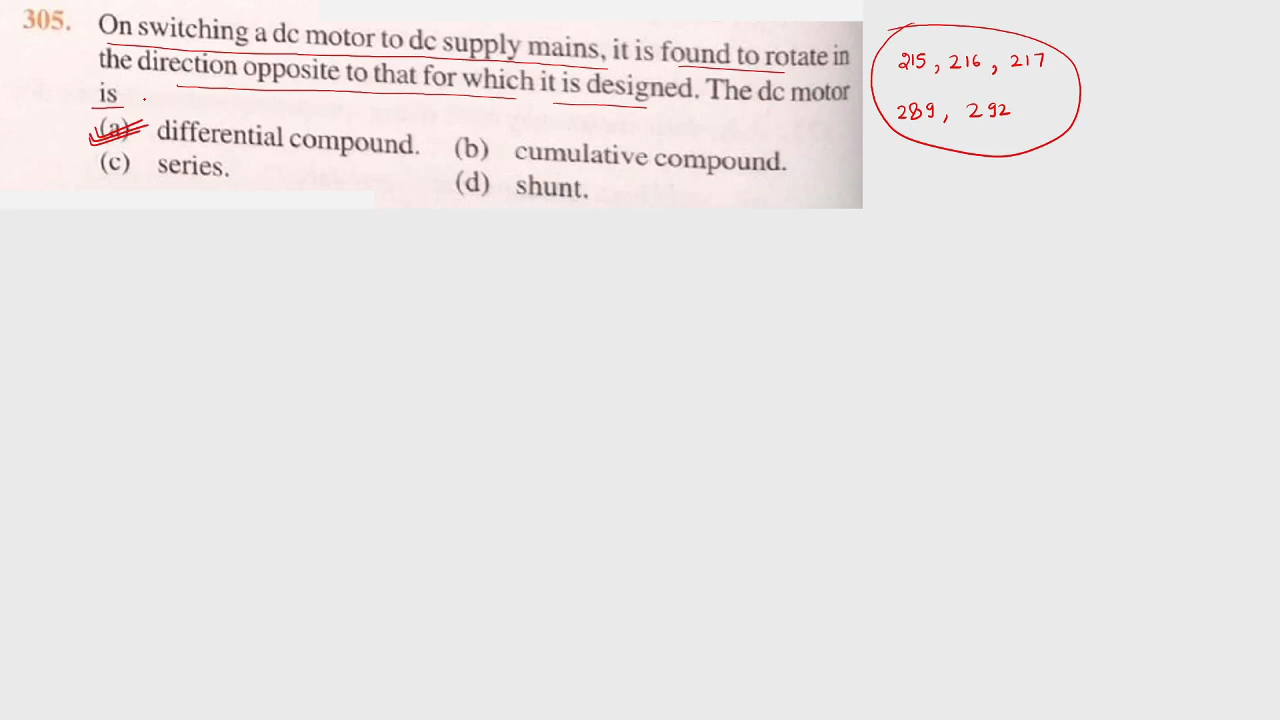 305. On switching a dc motor to dc supply mains, it is found to rotate in
the direction opposite to that for which it is designed. The dc motor
is
(a) differential compound. (b) cumulative compound.
(c) series. (d) shunt.
215, 216, 217
289, 292